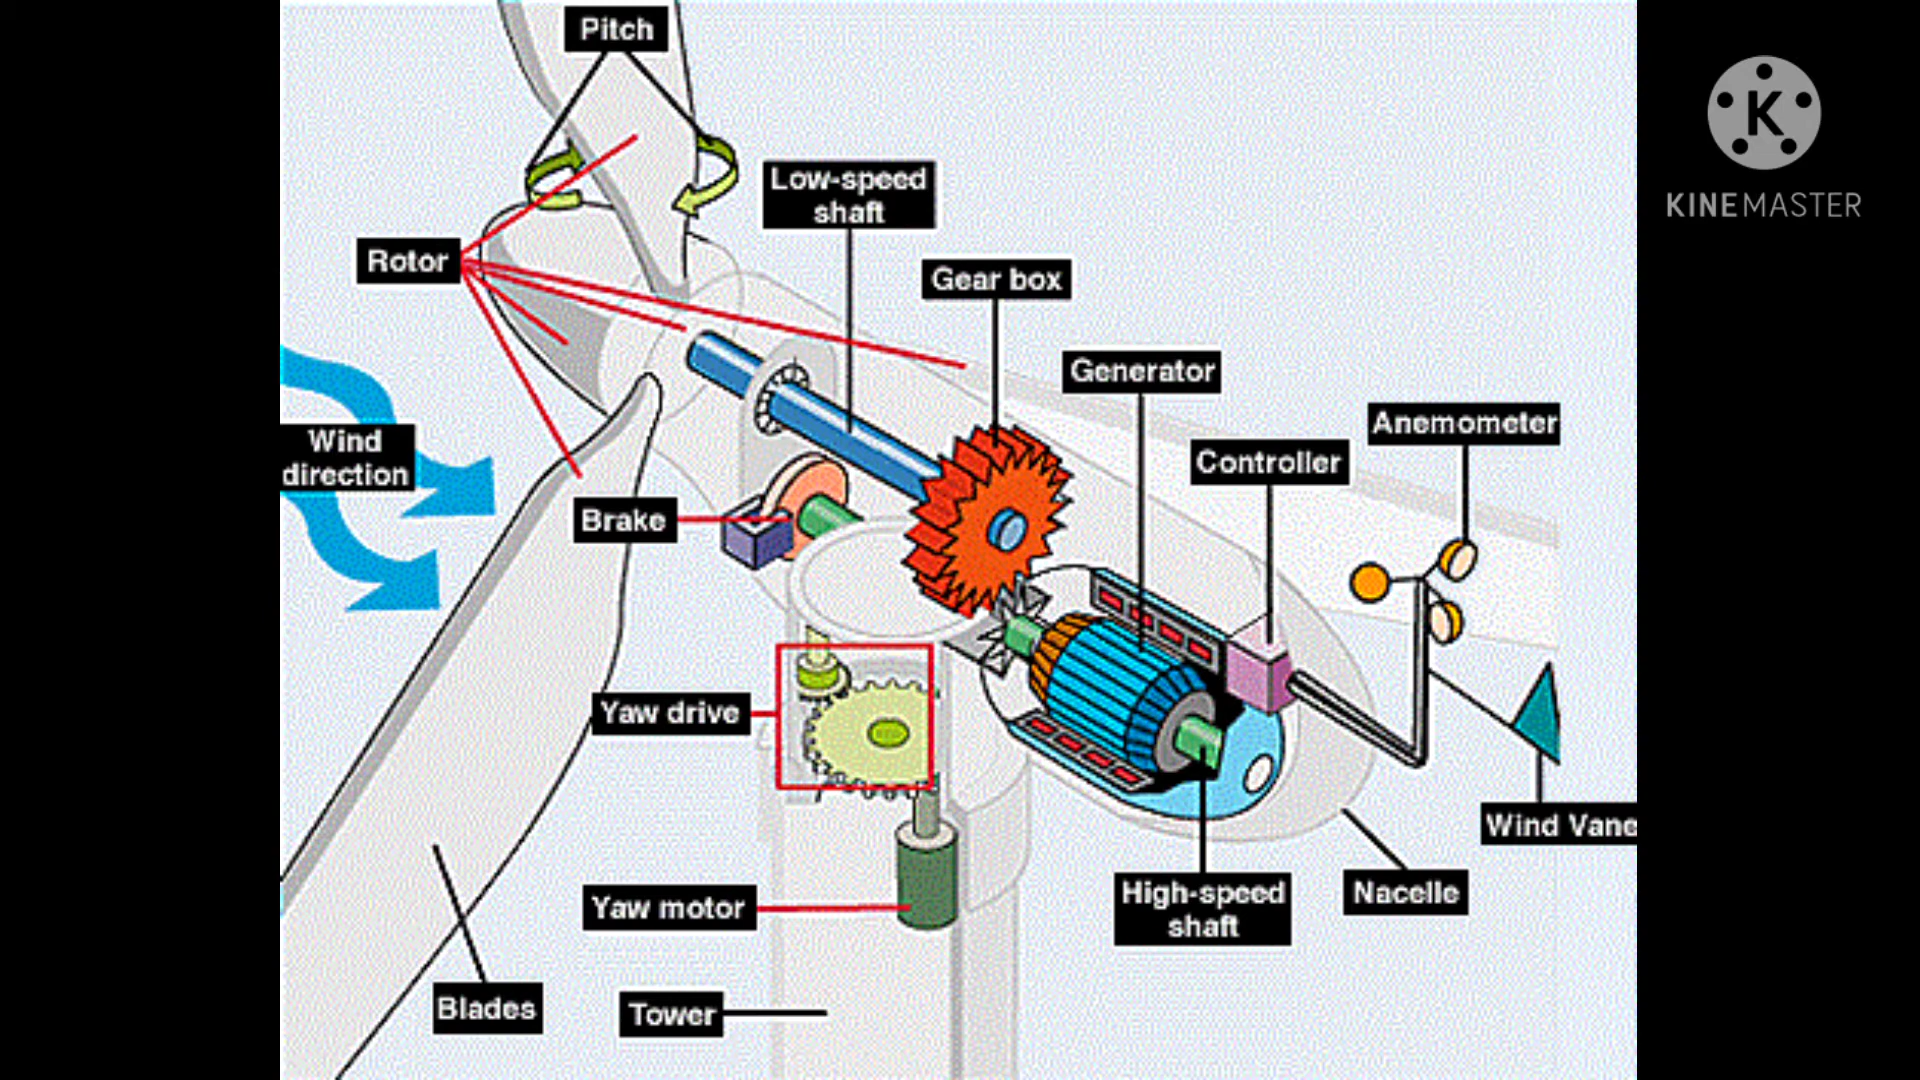 Pitch
Low-speed
shaft
Rotor
Gear box
Generator
Anemometer
Wind
direction
Controller
Brake
Yaw drive
Wind Vane
Yaw motor
High-speed
shaft
Nacelle
Blades
Tower
K
KINEMASTER